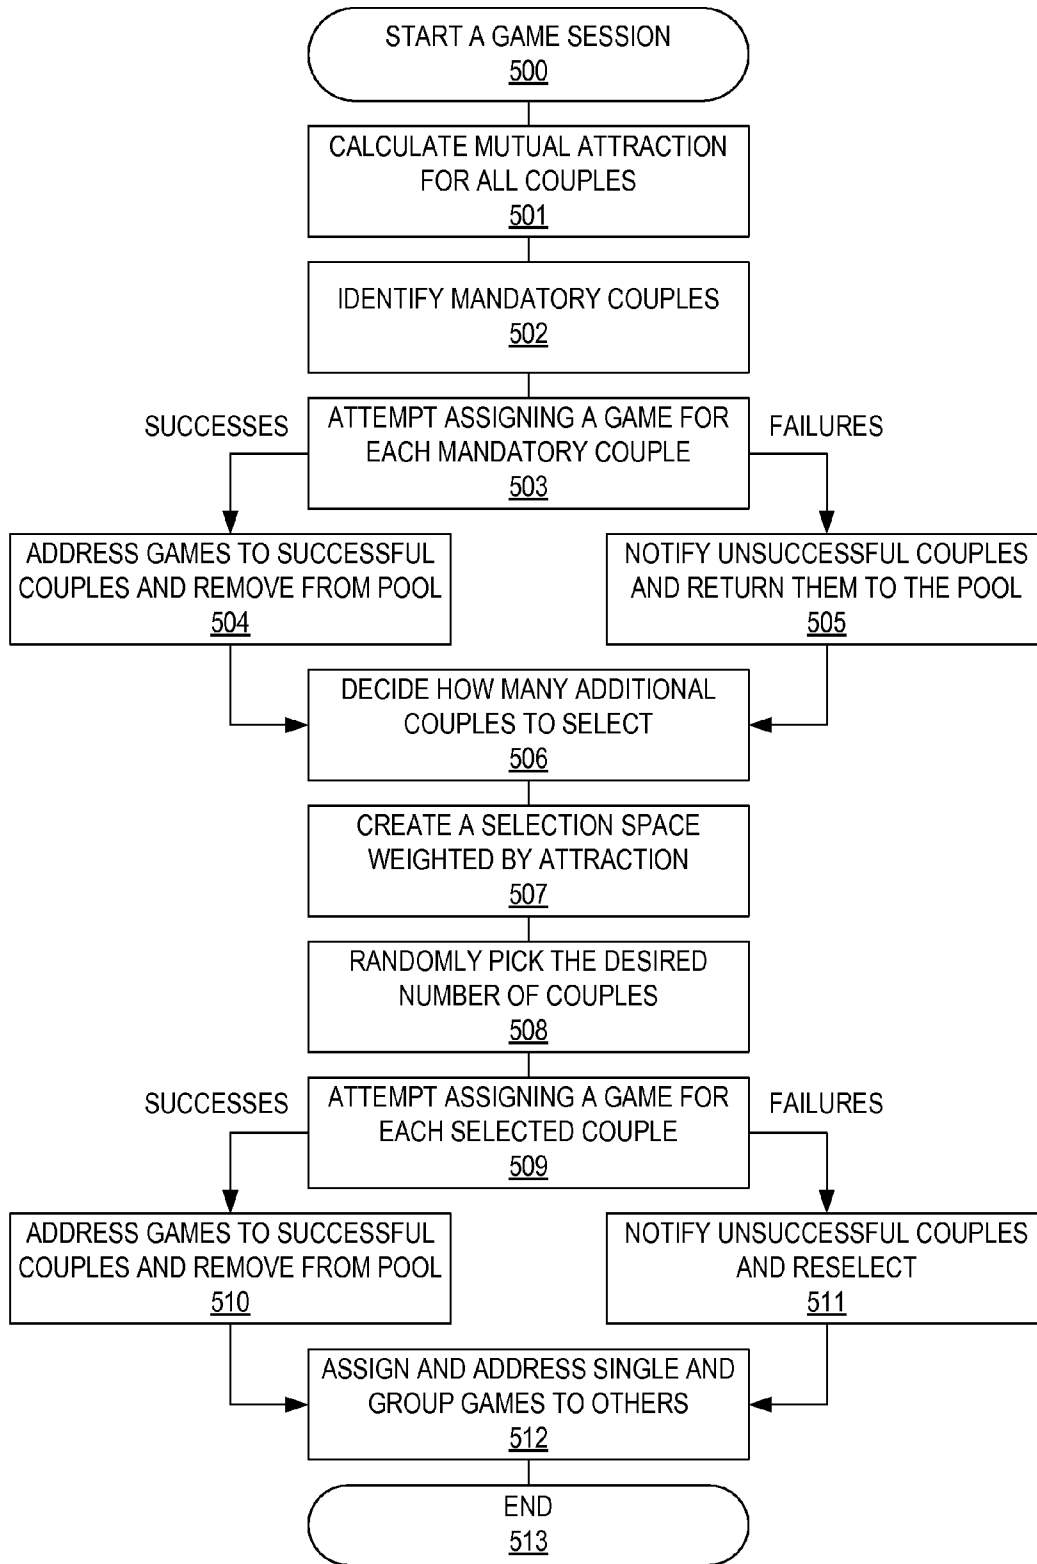 START A GAME SESSION
500
CALCULATE MUTUAL ATTRACTION
FOR ALL COUPLES
501
IDENTIFY MANDATORY COUPLES
502
SUCCESSES
ATTEMPT ASSIGNING A GAME FOR
EACH MANDATORY COUPLE
503
FAILURES
ADDRESS GAMES TO SUCCESSFUL
COUPLES AND REMOVE FROM POOL
504
NOTIFY UNSUCCESSFUL COUPLES
AND RETURN THEM TO THE POOL
505
DECIDE HOW MANY ADDITIONAL
COUPLES TO SELECT
506
CREATE A SELECTION SPACE
WEIGHTED BY ATTRACTION
507
RANDOMLY PICK THE DESIRED
NUMBER OF COUPLES
508
SUCCESSES
ATTEMPT ASSIGNING A GAME FOR
EACH SELECTED COUPLE
509
FAILURES
ADDRESS GAMES TO SUCCESSFUL
COUPLES AND REMOVE FROM POOL
510
NOTIFY UNSUCCESSFUL COUPLES
AND RESELECT
511
ASSIGN AND ADDRESS SINGLE AND
GROUP GAMES TO OTHERS
512
END
513